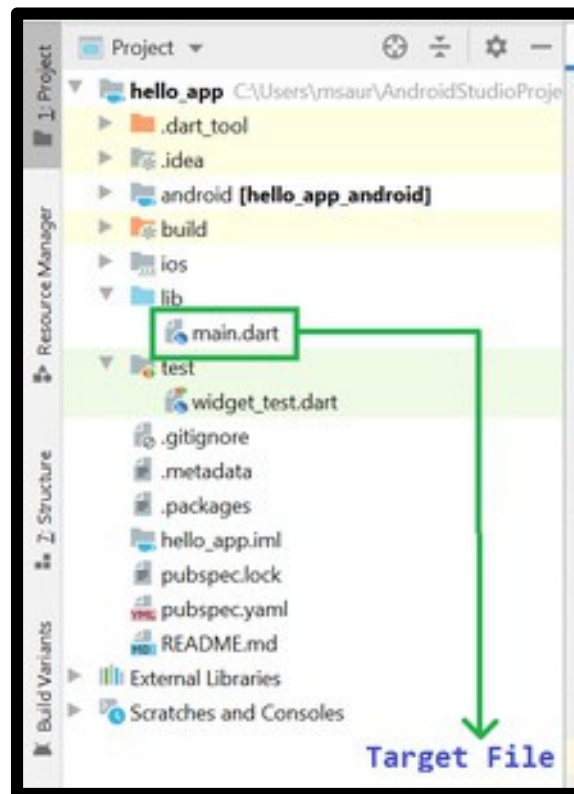 1: Project
Resource Manager
Z: Structure
Build Variants
Project
hello_app C:\Users\msaur\AndroidStudioProje
.dart_tool
.idea
android [hello_app_android]
build
ios
lib
main.dart
test
widget_test.dart
.gitignore
.metadata
.packages
hello_app.iml
pubspec.lock
YML pubspec.yaml
MD README.md
External Libraries
Scratches and Consoles
Target File